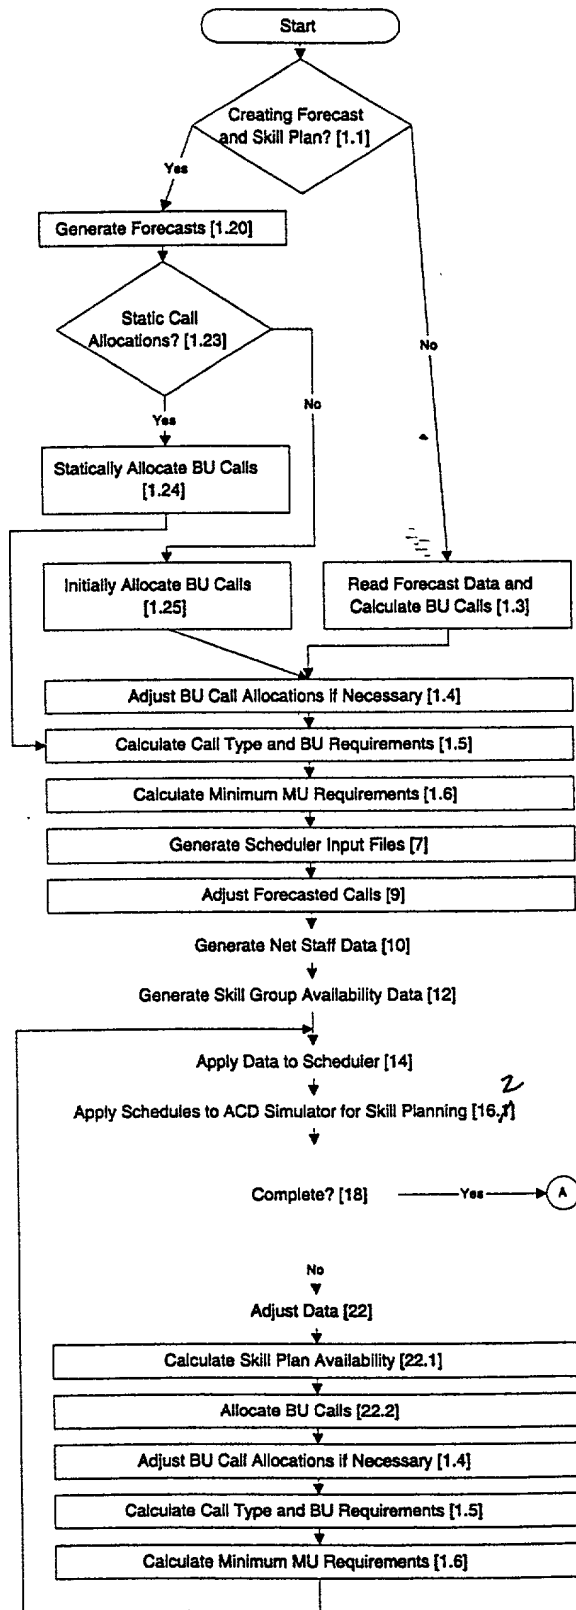 Start
Creating Forecast
and Skill Plan? [1.1]
Yes
Generate Forecasts [1.20]
Static Call
Allocations? [1.23]
No
No
Yes
Statically Allocate BU Calls
[1.24]
Initially Allocate BU Calls
[1.25]
Read Forecast Data and
Calculate BU Calls [1.3]
Adjust BU Call Allocations if Necessary [1.4]
Calculate Call Type and BU Requirements [1.5]
Calculate Minimum MU Requirements [1.6]
Generate Scheduler Input Files [7]
Adjust Forecasted Calls [9]
Generate Net Staff Data [10]
Generate Skill Group Availability Data [12]
Apply Data to Scheduler [14]
2
Apply Schedules to ACD Simulator for Skill Planning [16.1]
Complete? [18]
Yes
A
No
Adjust Data [22]
Calculate Skill Plan Availability [22.1]
Allocate BU Calls [22.2]
Adjust BU Call Allocations if Necessary [1.4]
Calculate Call Type and BU Requirements [1.5]
Calculate Minimum MU Requirements [1.6]